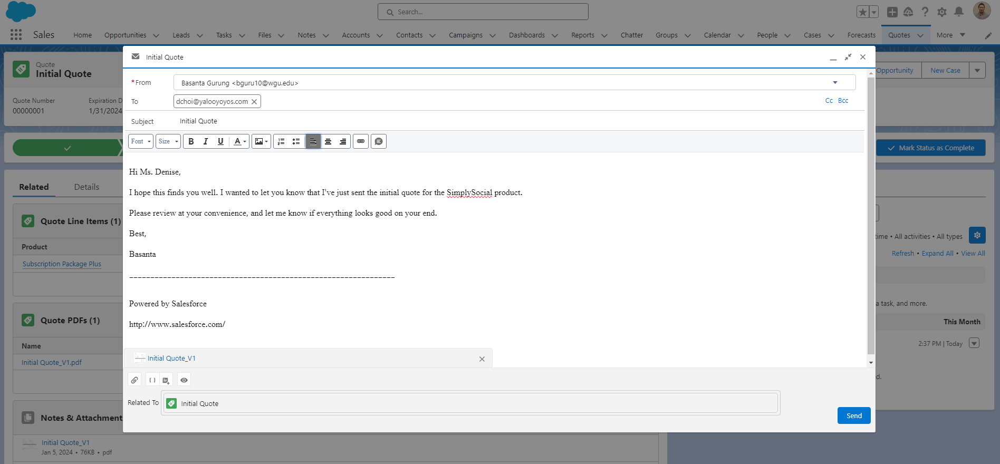 Search...
Sales Home Opportunities Leads Tasks Files Notes Accounts Contacts Campaigns Dashboards Reports Chatter Groups Calendar People Cases Forecasts Quotes More
Quote
Initial Quote
Opportunity New Case
Quote Number Expiration D
00000001 1/31/2024
Mark Status as Complete
Initial Quote
*From Basanta Gurung <bguru10@wgu.edu>
To dchoi@yalooyoyos.com Cc Bcc
Subject Initial Quote
Font Size B I U A
Hi Ms. Denise,
I hope this finds you well. I wanted to let you know that I've just sent the initial quote for the SimplySocial product.
Please review at your convenience, and let me know if everything looks good on your end.
Best,
Basanta
_______________________________________________________________
Powered by Salesforce
http://www.salesforce.com/
Initial Quote_V1
Related To Initial Quote
Send
Related Details
Quote Line Items (1)
Product
Subscription Package Plus
Quote PDFs (1)
Name
Initial Quote_V1.pdf
Notes & Attachment
Initial Quote_V1
Jan 5, 2024 • 76KB • pdf
time • All activities • All types
Refresh • Expand All • View All
a task, and more.
This Month
2:37 PM | Today
d.